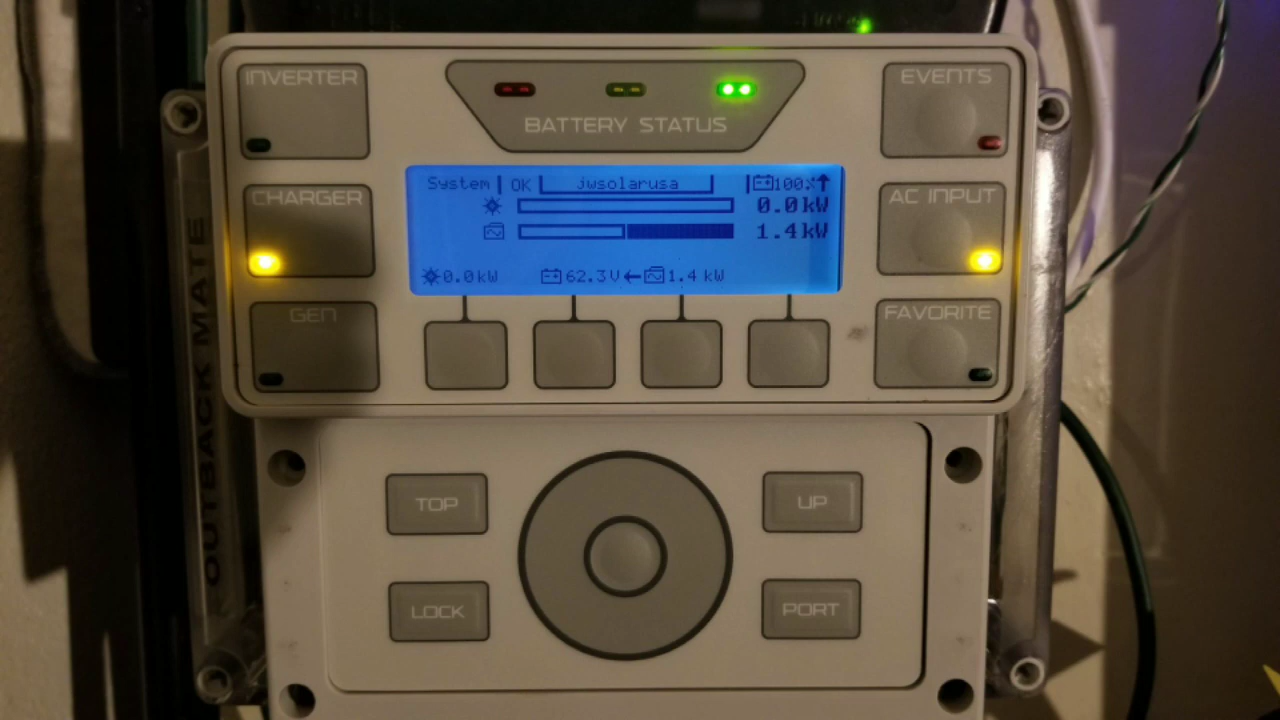 INVERTER
BATTERY STATUS
EVENTS
System OK jwsolarusa 100%
0.0kW
1.4kW
0.0kW 62.3V 1.4 kW
CHARGER
AC INPUT
GEN
FAVORITE
OUTBACK MATE
TOP
UP
LOCK
PORT